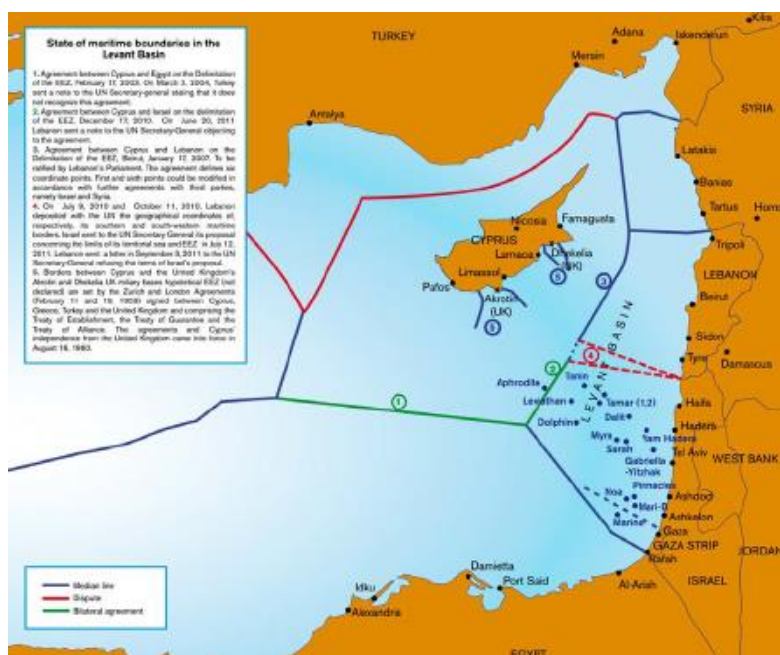 State of maritime boundaries in the
Levant Basin
1. Agreement between Cyprus and Egypt on the Delimitation
of the EEZ, February 17, 2003. On March 2, 2004, Turkey
sent a note to the UN Secretary-general stating that it does
not recognize this agreement.
2. Agreement between Cyprus and Israel on the delimitation
of the EEZ, December 17, 2010. On June 20, 2011
Lebanon sent a note to the UN Secretary-General objecting
to the agreement.
3. Agreement between Cyprus and Lebanon on the
Delimitation of the EEZ, Beirut, January 17, 2007. To be
ratified by Lebanon's Parliament. The agreement defines six
coordinate points. First and sixth points could be modified in
accordance with further agreements with third parties,
namely Israel and Syria.
4. On July 9, 2010 and October 11, 2010, Lebanon
deposited with the UN the geographical coordinates of,
respectively, its southern and south-western maritime
borders. Israel sent to the UN Secretary General its proposal
concerning the limits of its territorial sea and EEZ in July 12,
2011. Lebanon sent a letter in September 3, 2011 to the UN
Secretary-General refusing the terms of Israel's proposal.
5. Borders between Cyprus and the United Kingdom's
Akrotiri and Dhekelia UK military bases hypotetical EEZ (not
declared) are set by the Zurich and London Agreements
(February 11 and 19, 1959) signed between Cyprus,
Greece, Turkey and the United Kingdom and comprising the
Treaty of Establishment, the Treaty of Guarantee and the
Treaty of Alliance. The agreements and Cyprus'
independence from the United Kingdom came into force in
August 16, 1960.
TURKEY
Adana
Kilis
Iskenderun
Mersin
Antalya
SYRIA
Latakia
Banias
Tartus
Homs
Tripoli
Nicosia
Famagusta
CYPRUS
Larnaca
Dhekelia
(UK)
Limassol
Pafos
Akrotiri
(UK)
5
5
3
LEBANON
Beirut
Sidon
Tyre
Damascus
LEVANT BASIN
4
2
1
Aphrodite
Tanin
Leviathan
Tamar (1,2)
Dalit
Dolphin
Haifa
Hadera
Myra
Sarah
Yam Hadera
Tel Aviv
Gabriella
-Yitzhak
WEST BANK
Pinnacles
Noa
Mari-B
Ashdod
Marine
Ashkelon
Gaza
GAZA STRIP
Rafah
JORDAN
ISRAEL
Al-Arish
Damietta
Port Said
Idku
Alexandria
EGYPT
Median line
Dispute
Bilateral agreement